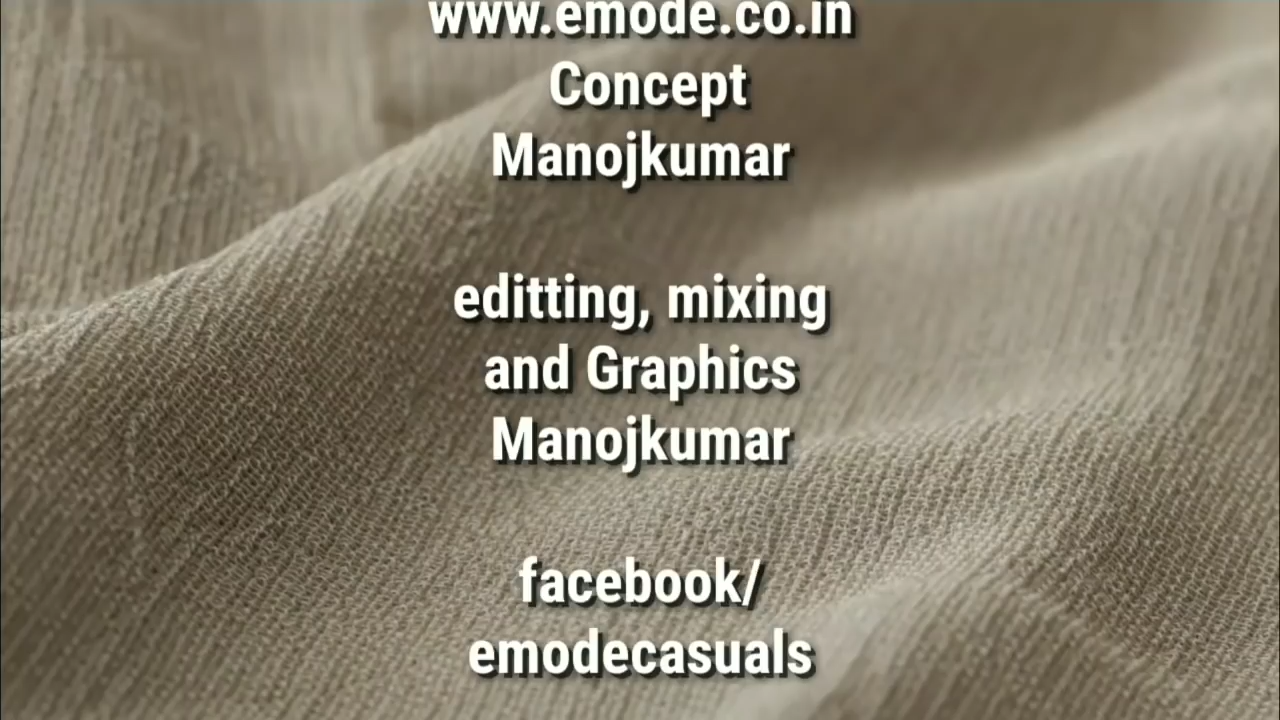 www.emode.co.in
Concept
Manojkumar
editting, mixing
and Graphics
Manojkumar
facebook/
emodecasuals